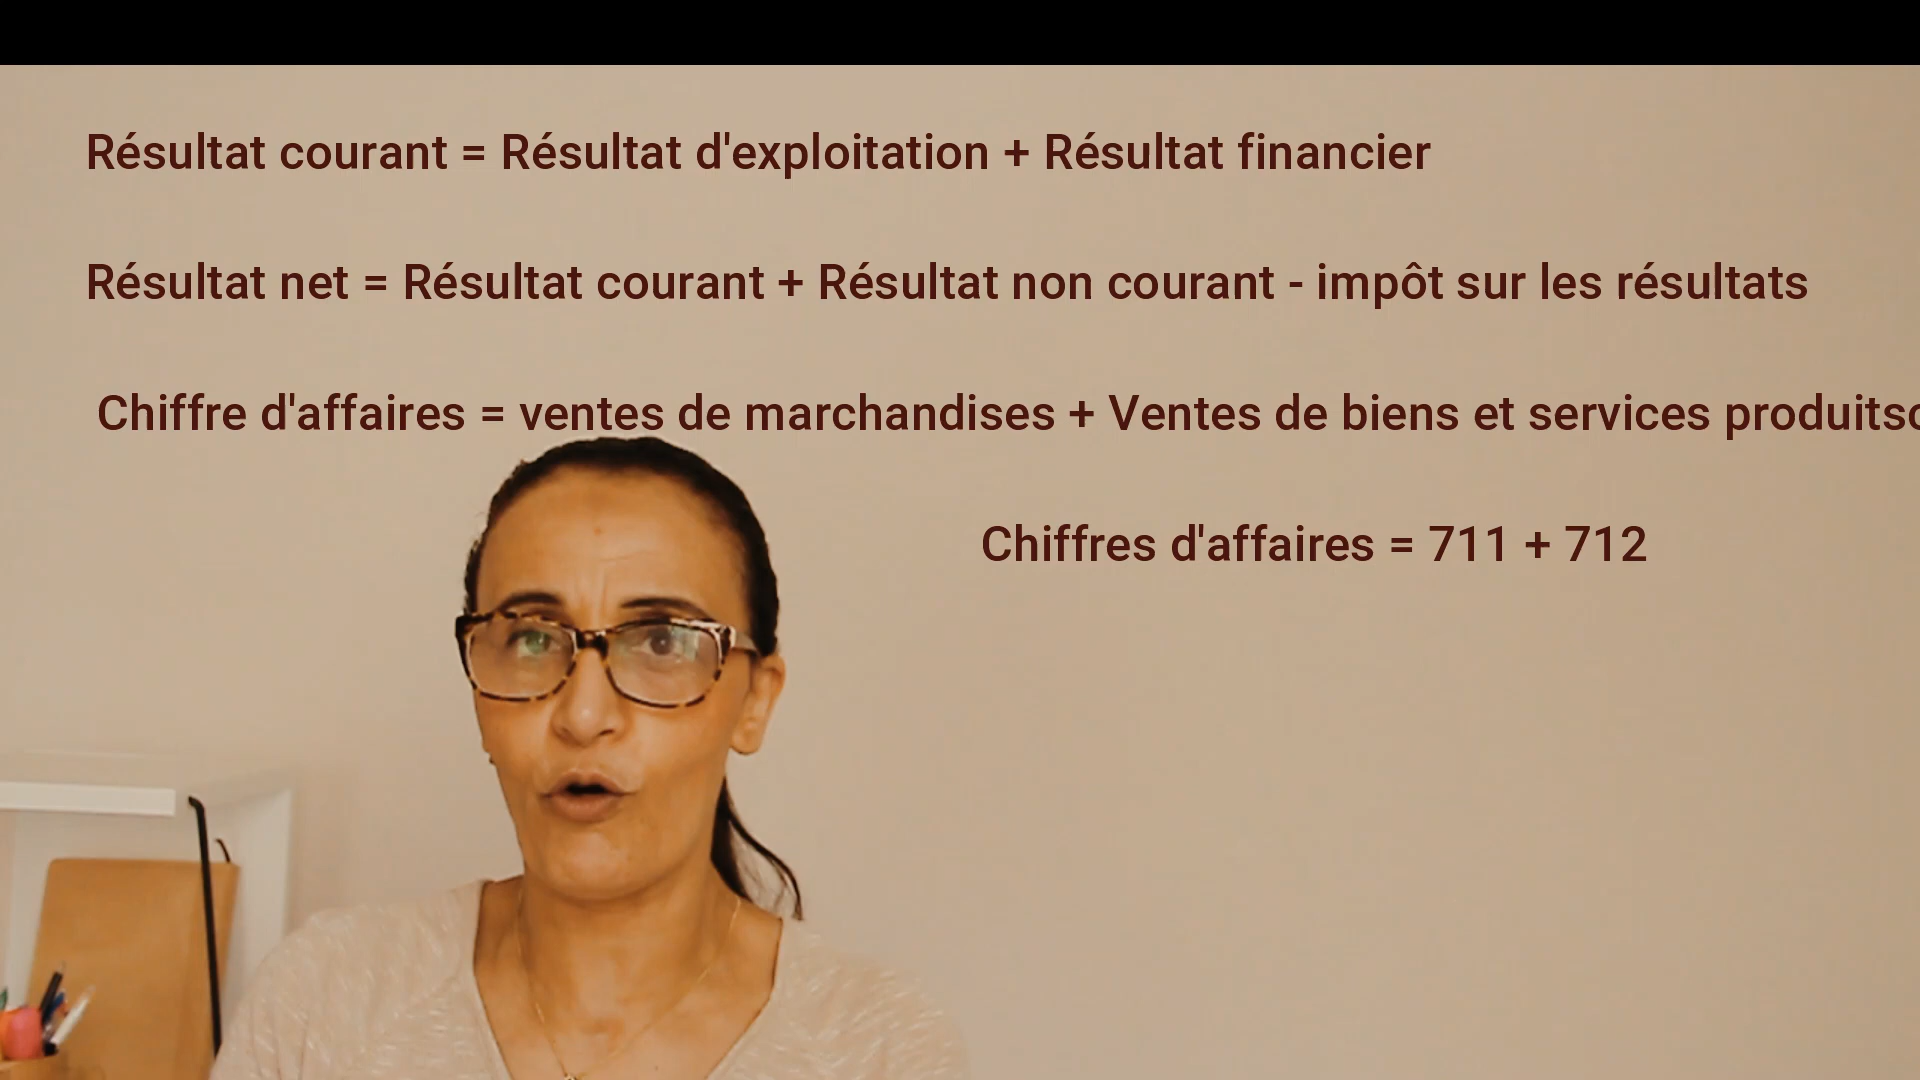 Résultat courant = Résultat d'exploitation + Résultat financier
Résultat net = Résultat courant + Résultat non courant - impôt sur les résultats
Chiffre d'affaires = ventes de marchandises + Ventes de biens et services produitsc
Chiffres d'affaires = 711 + 712